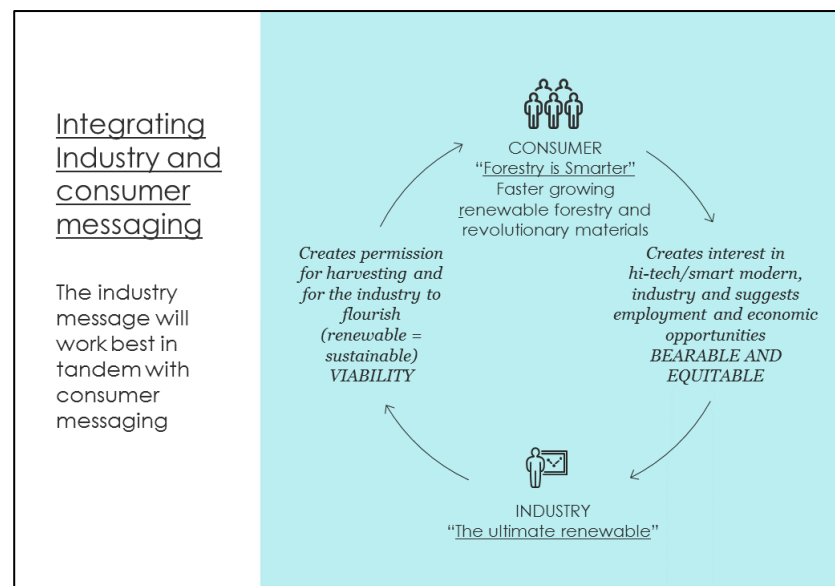 Integrating
Industry and
consumer
messaging
The industry
message will
work best in
tandem with
consumer
messaging
CONSUMER
“Forestry is Smarter”
Faster growing
renewable forestry and
revolutionary materials
Creates permission
for harvesting and
for the industry to
flourish
(renewable =
sustainable)
VIABILITY
Creates interest in
hi-tech/smart modern,
industry and suggests
employment and economic
opportunities
BEARABLE AND
EQUITABLE
INDUSTRY
“The ultimate renewable”